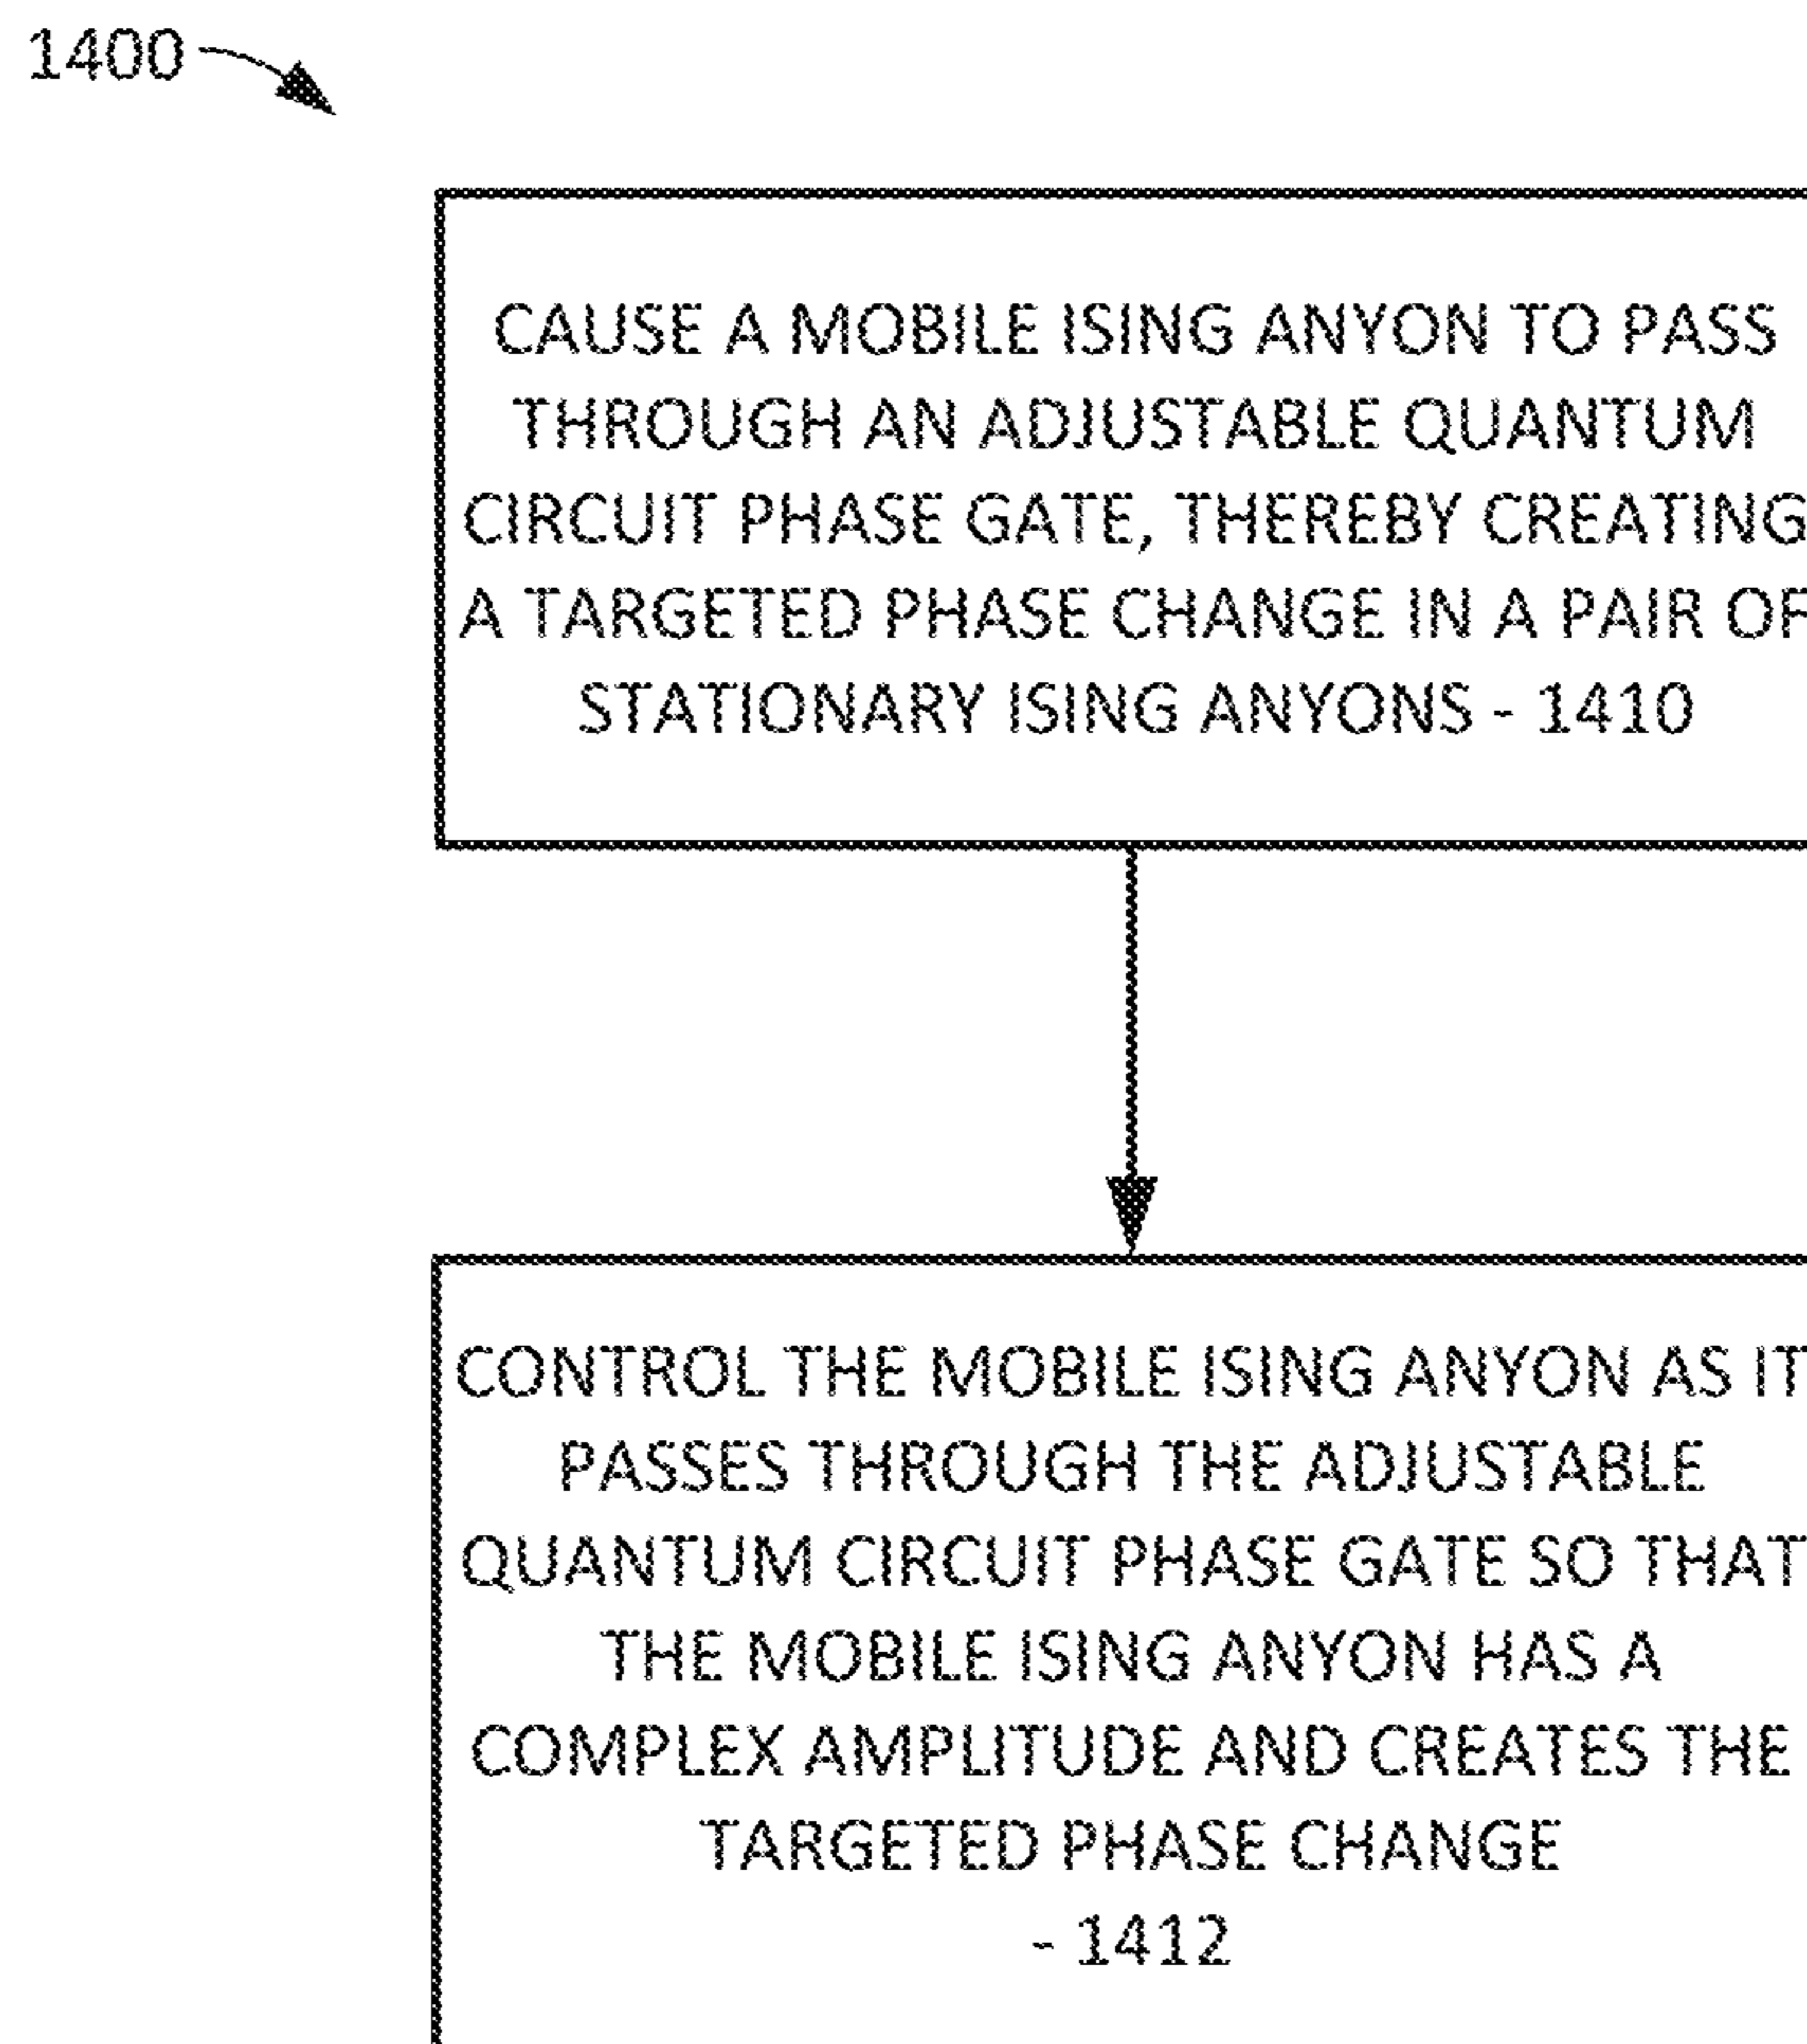 1400
CAUSE A MOBILE ISING ANYON TO PASS
THROUGH AN ADJUSTABLE QUANTUM
CIRCUIT PHASE GATE, THEREBY CREATING
A TARGETED PHASE CHANGE IN A PAIR OF
STATIONARY ISING ANYONS - 1410
CONTROL THE MOBILE ISING ANYON AS IT
PASSES THROUGH THE ADJUSTABLE
QUANTUM CIRCUIT PHASE GATE SO THAT
THE MOBILE ISING ANYON HAS A
COMPLEX AMPLITUDE AND CREATES THE
TARGETED PHASE CHANGE
- 1412